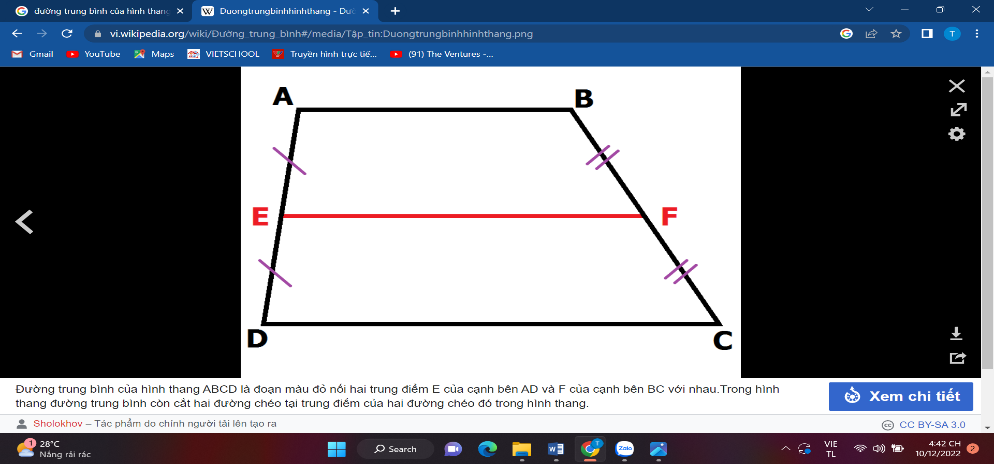 đường trung bình của hình thang
Duongtrungbinhhinhthang - Dườ
vi.wikipedia.org/wiki/Đường_trung_bình#/media/Tập_tin:Duongtrungbinhhinhthang.png
T
Gmail
YouTube
Maps
VIETSCHOOL
Truyền hình trực tiế...
(91) The Ventures -...
A
B
E
F
D
C
Đường trung bình của hình thang ABCD là đoạn màu đỏ nối hai trung điểm E của cạnh bên AD và F của cạnh bên BC với nhau.Trong hình
thang đường trung bình còn cắt hai đường chéo tại trung điểm của hai đường chéo đó trong hình thang.
Xem chi tiết
Sholokhov – Tác phẩm do chính người tải lên tạo ra
CC BY-SA 3.0
1
28°C
Nắng rải rác
Search
T
Zalo
VIE
TL
4:42 CH
10/12/2022
2